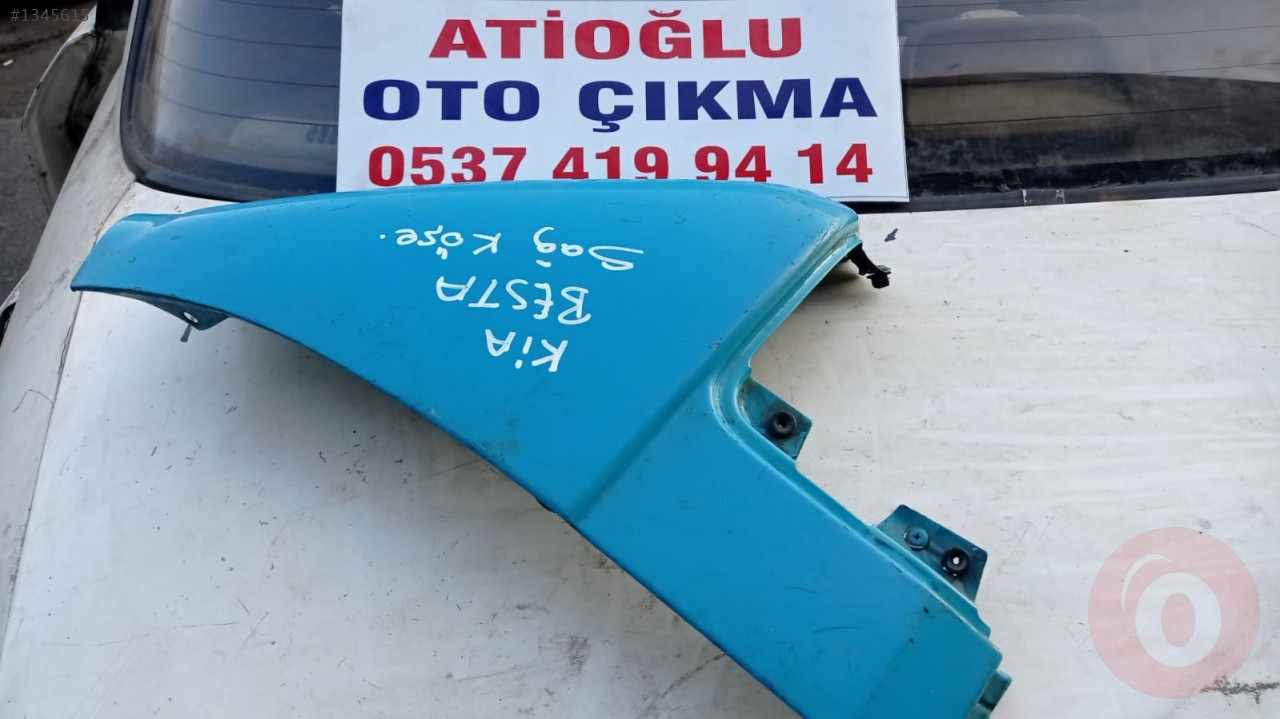 #1345615
ATİOĞLU
OTO ÇIKMA
0537 419 94 14
KiA
BESTA
Sağ Köşe.